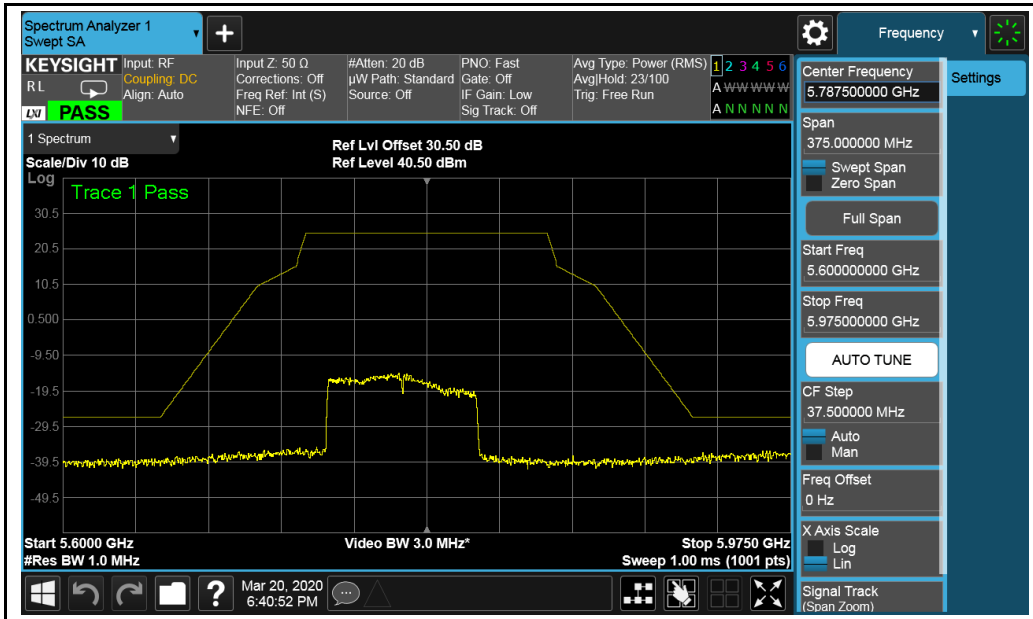 Spectrum Analyzer 1
Swept SA
+
Frequency
KEYSIGHT
RL
LXI PASS
Input: RF
Coupling: DC
Align: Auto
Input Z: 50 Ω
Corrections: Off
Freq Ref: Int (S)
NFE: Off
#Atten: 20 dB
µW Path: Standard
Source: Off
PNO: Fast
Gate: Off
IF Gain: Low
Sig Track: Off
Avg Type: Power (RMS)
Avg|Hold: 23/100
Trig: Free Run
1 2 3 4 5 6
A W W W W W
A N N N N N
1 Spectrum
Scale/Div 10 dB
Ref Lvl Offset 30.50 dB
Ref Level 40.50 dBm
Log
Trace 1 Pass
30.5
20.5
10.5
0.500
-9.50
-19.5
-29.5
-39.5
-49.5
Start 5.6000 GHz
#Res BW 1.0 MHz
Video BW 3.0 MHz*
Stop 5.9750 GHz
Sweep 1.00 ms (1001 pts)
?
Mar 20, 2020
6:40:52 PM
Center Frequency
5.787500000 GHz
Settings
Span
375.000000 MHz
Swept Span
Zero Span
Full Span
Start Freq
5.600000000 GHz
Stop Freq
5.975000000 GHz
AUTO TUNE
CF Step
37.500000 MHz
Auto
Man
Freq Offset
0 Hz
X Axis Scale
Log
Lin
Signal Track
(Span Zoom)